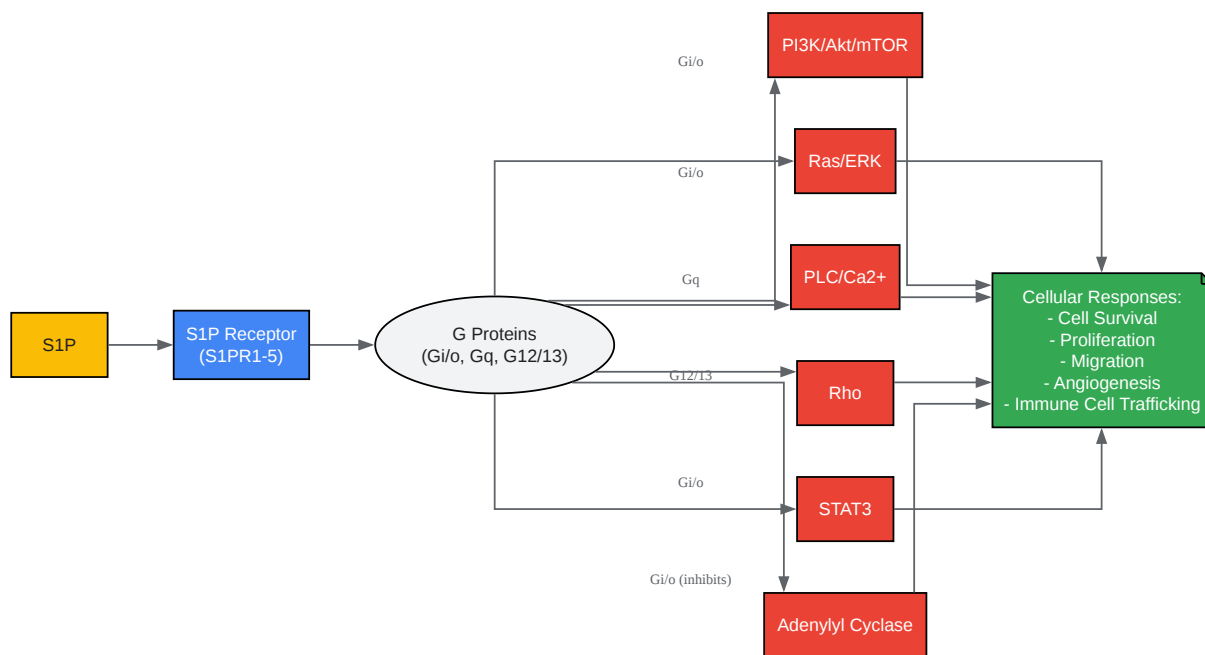 S1P
S1P Receptor
(S1PR1-5)
G Proteins
(Gi/o, Gq, G12/13)
Gi/o
Gi/o
Gq
G12/13
Gi/o
Gi/o (inhibits)
PI3K/Akt/mTOR
Ras/ERK
PLC/Ca2+
Rho
STAT3
Adenylyl Cyclase
Cellular Responses:
- Cell Survival
- Proliferation
- Migration
- Angiogenesis
- Immune Cell Trafficking